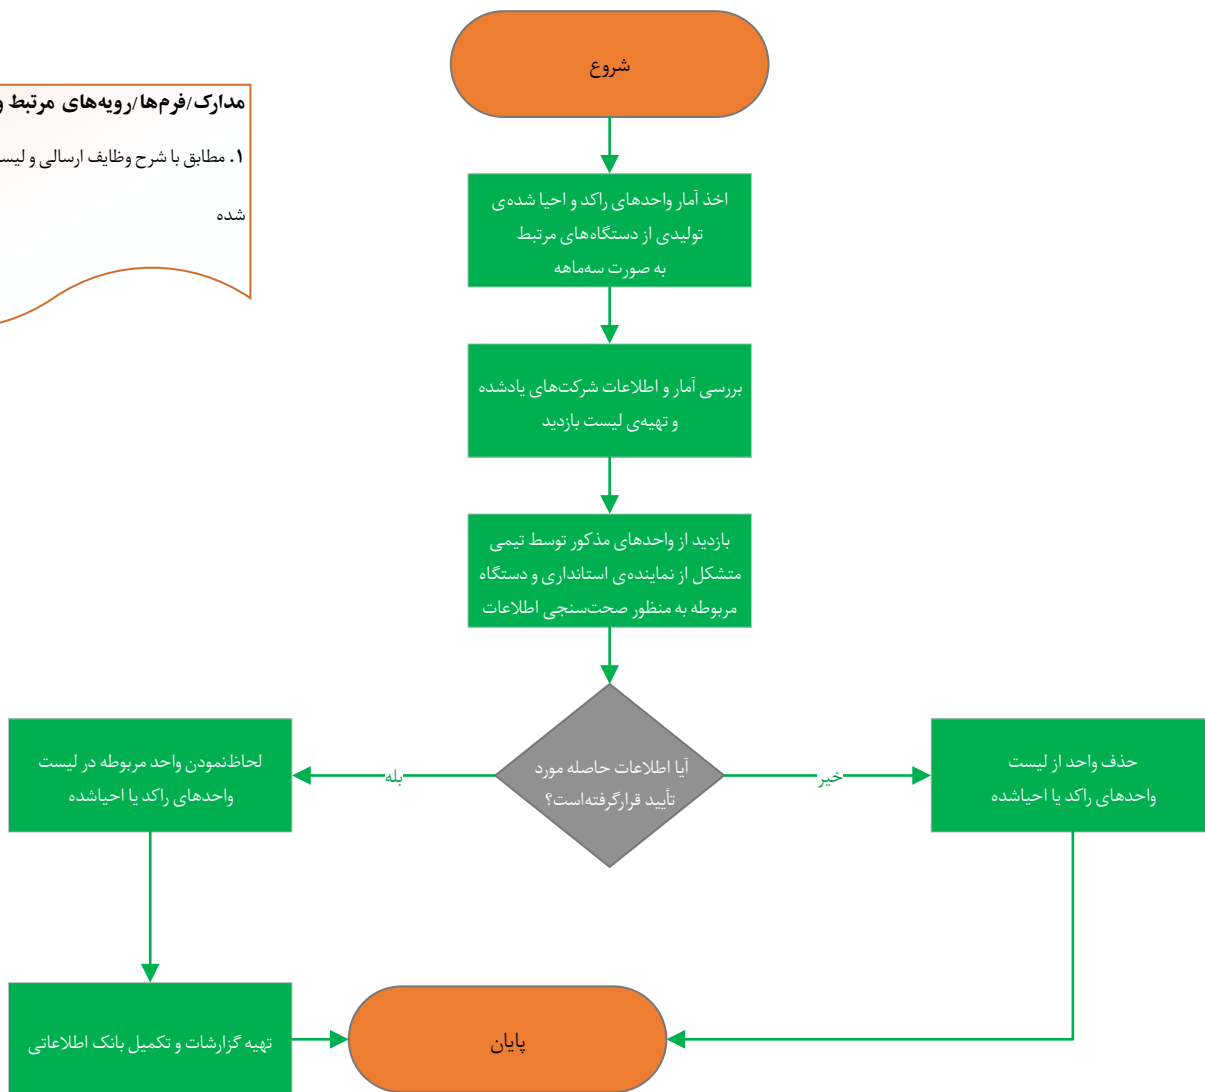 شروع
مدارک/فرم‌ها/رویه‌های مرتبط و
۱. مطابق با شرح وظایف ارسالی و لیست
شده
اخذ آمار واحدهای راکد و احیا شده‌ی
تولیدی از دستگاه‌های مرتبط
به صورت سه‌ماهه
بررسی آمار و اطلاعات شرکت‌های یادشده
و تهیه‌ی لیست بازدید
بازدید از واحدهای مذکور توسط تیمی
متشکل از نماینده‌ی استانداری و دستگاه
مربوطه به منظور صحت‌سنجی اطلاعات
آیا اطلاعات حاصله مورد
تأیید قرارگرفته‌است؟
خیر
بله
حذف واحد از لیست
واحدهای راکد یا احیاشده
لحاظ‌نمودن واحد مربوطه در لیست
واحدهای راکد یا احیاشده
تهیه گزارشات و تکمیل بانک اطلاعاتی
پایان